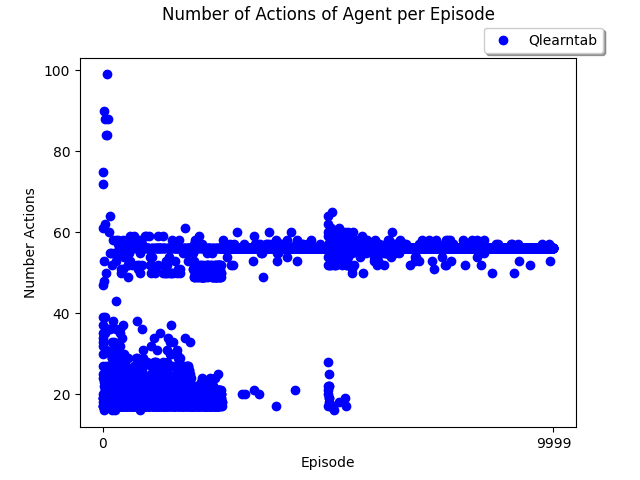 Number of Actions of Agent per Episode
Qlearntab
100
80
60
40
20
Number Actions
0
9999
Episode